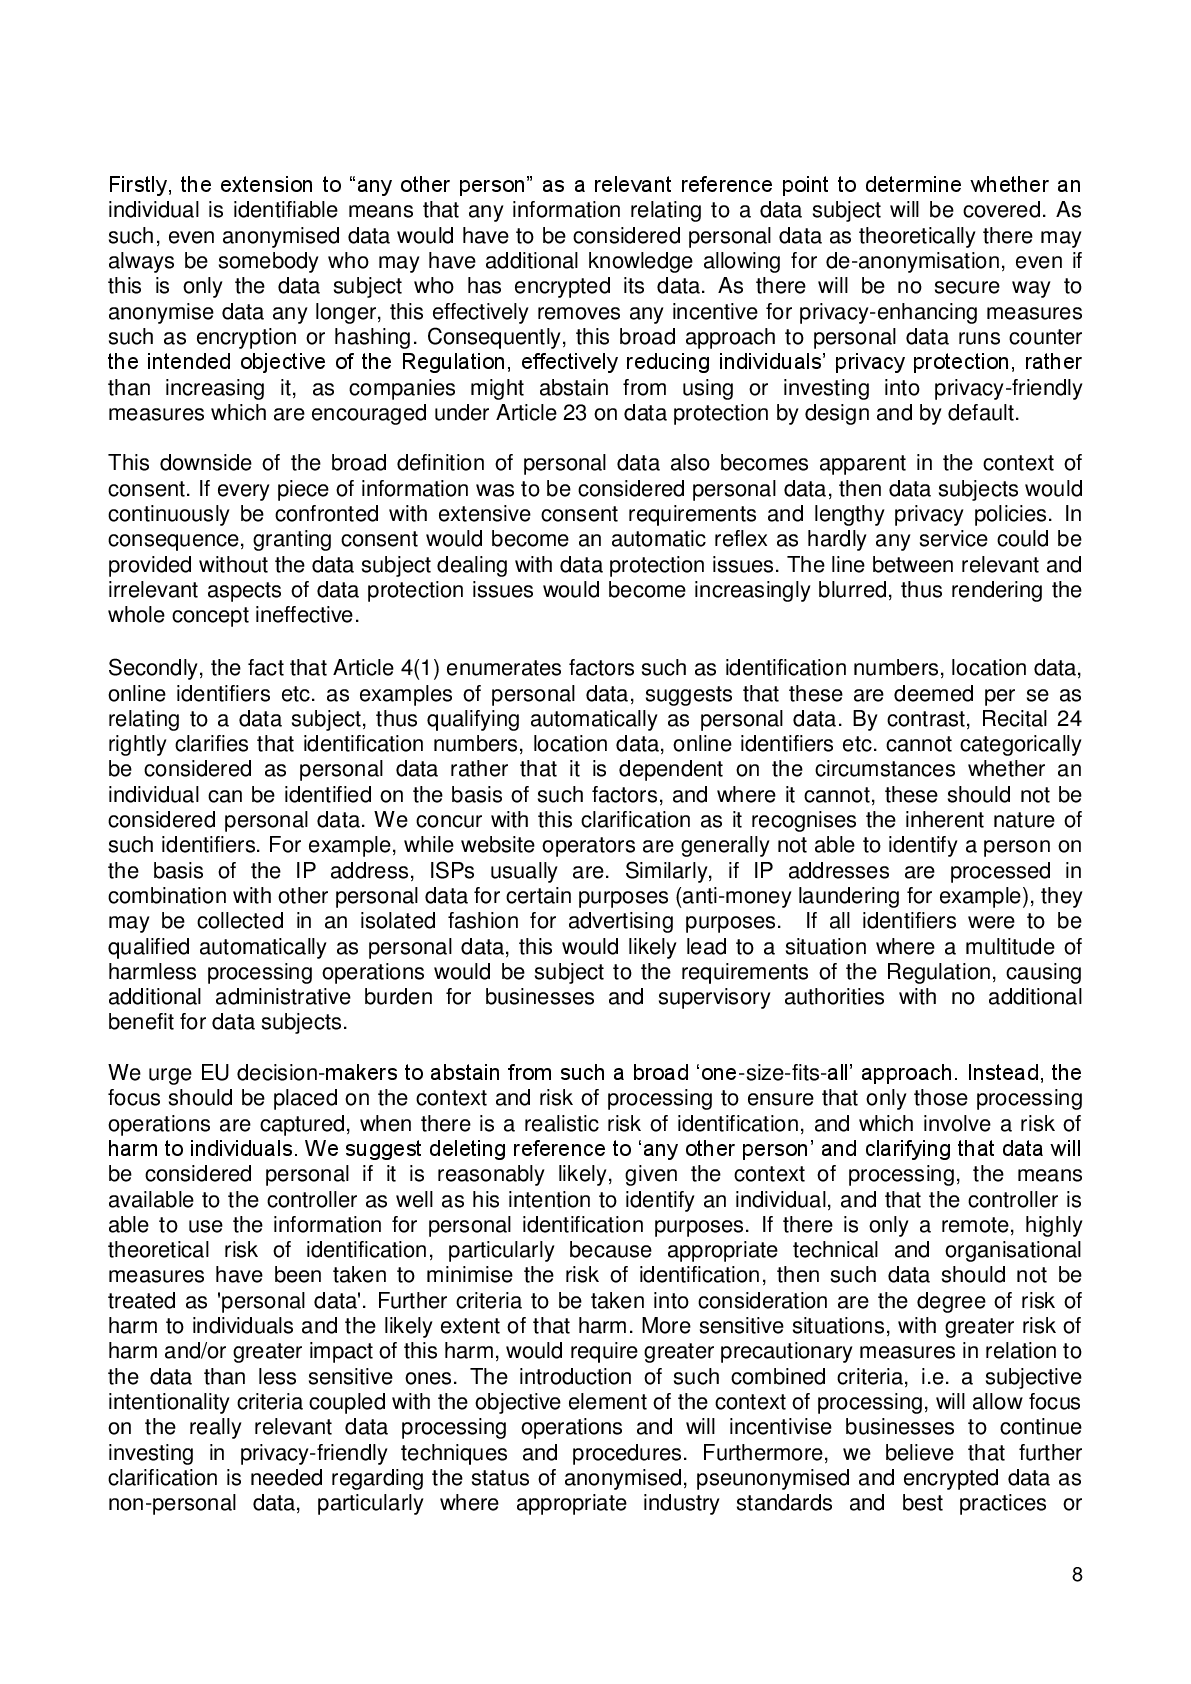 Firstly, the extension to “any other person” as a relevant reference point to determine whether an
individual is identifiable means that any information relating to a data subject will be covered. As
such, even anonymised data would have to be considered personal data as theoretically there may
always be somebody who may have additional knowledge allowing for de-anonymisation, even if
this is only the data subject who has encrypted its data. As there will be no secure way to
anonymise data any longer, this effectively removes any incentive for privacy-enhancing measures
such as encryption or hashing. Consequently, this broad approach to personal data runs counter
the intended objective of the Regulation, effectively reducing individuals’ privacy protection, rather
than increasing it, as companies might abstain from using or investing into privacy-friendly
measures which are encouraged under Article 23 on data protection by design and by default.
This downside of the broad definition of personal data also becomes apparent in the context of
consent. If every piece of information was to be considered personal data, then data subjects would
continuously be confronted with extensive consent requirements and lengthy privacy policies. In
consequence, granting consent would become an automatic reflex as hardly any service could be
provided without the data subject dealing with data protection issues. The line between relevant and
irrelevant aspects of data protection issues would become increasingly blurred, thus rendering the
whole concept ineffective.
Secondly, the fact that Article 4(1) enumerates factors such as identification numbers, location data,
online identifiers etc. as examples of personal data, suggests that these are deemed per se as
relating to a data subject, thus qualifying automatically as personal data. By contrast, Recital 24
rightly clarifies that identification numbers, location data, online identifiers etc. cannot categorically
be considered as personal data rather that it is dependent on the circumstances whether an
individual can be identified on the basis of such factors, and where it cannot, these should not be
considered personal data. We concur with this clarification as it recognises the inherent nature of
such identifiers. For example, while website operators are generally not able to identify a person on
the basis of the IP address, ISPs usually are. Similarly, if IP addresses are processed in
combination with other personal data for certain purposes (anti-money laundering for example), they
may be collected in an isolated fashion for advertising purposes.  If all identifiers were to be
qualified automatically as personal data, this would likely lead to a situation where a multitude of
harmless processing operations would be subject to the requirements of the Regulation, causing
additional administrative burden for businesses and supervisory authorities with no additional
benefit for data subjects.
We urge EU decision-makers to abstain from such a broad ‘one-size-fits-all’ approach. Instead, the
focus should be placed on the context and risk of processing to ensure that only those processing
operations are captured, when there is a realistic risk of identification, and which involve a risk of
harm to individuals. We suggest deleting reference to ‘any other person’ and clarifying that data will
be considered personal if it is reasonably likely, given the context of processing, the means
available to the controller as well as his intention to identify an individual, and that the controller is
able to use the information for personal identification purposes. If there is only a remote, highly
theoretical risk of identification, particularly because appropriate technical and organisational
measures have been taken to minimise the risk of identification, then such data should not be
treated as 'personal data'. Further criteria to be taken into consideration are the degree of risk of
harm to individuals and the likely extent of that harm. More sensitive situations, with greater risk of
harm and/or greater impact of this harm, would require greater precautionary measures in relation to
the data than less sensitive ones. The introduction of such combined criteria, i.e. a subjective
intentionality criteria coupled with the objective element of the context of processing, will allow focus
on the really relevant data processing operations and will incentivise businesses to continue
investing in privacy-friendly techniques and procedures. Furthermore, we believe that further
clarification is needed regarding the status of anonymised, pseunonymised and encrypted data as
non-personal data, particularly where appropriate industry standards and best practices or
8